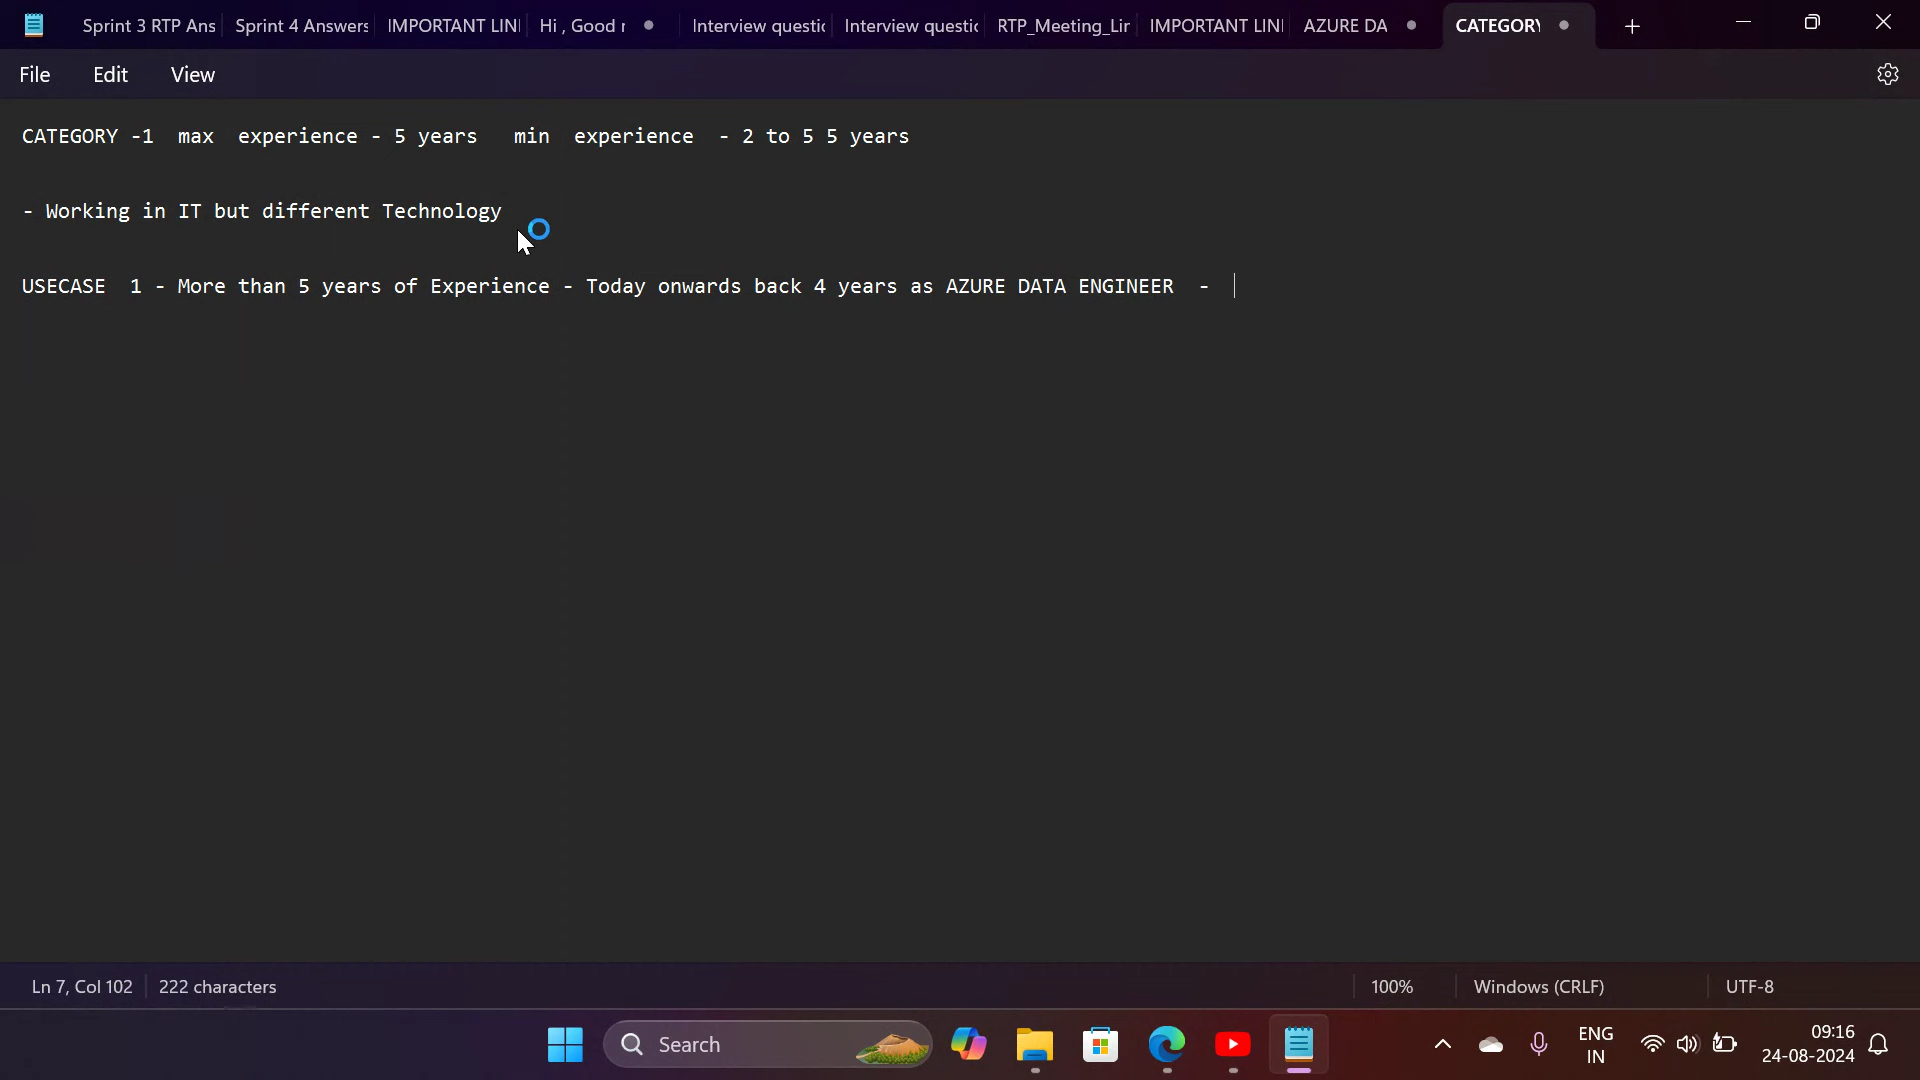 Sprint 3 RTP Ans Sprint 4 Answers IMPORTANT LINI Hi , Good r Interview questic Interview questic RTP_Meeting_Lir IMPORTANT LINI AZURE DA CATEGORY
File Edit View
CATEGORY -1  max  experience - 5 years   min  experience  - 2 to 5 5 years
- Working in IT but different Technology
USECASE  1 - More than 5 years of Experience - Today onwards back 4 years as AZURE DATA ENGINEER  -
Ln 7, Col 102 222 characters 100% Windows (CRLF) UTF-8
Search ENG 09:16
IN 24-08-2024